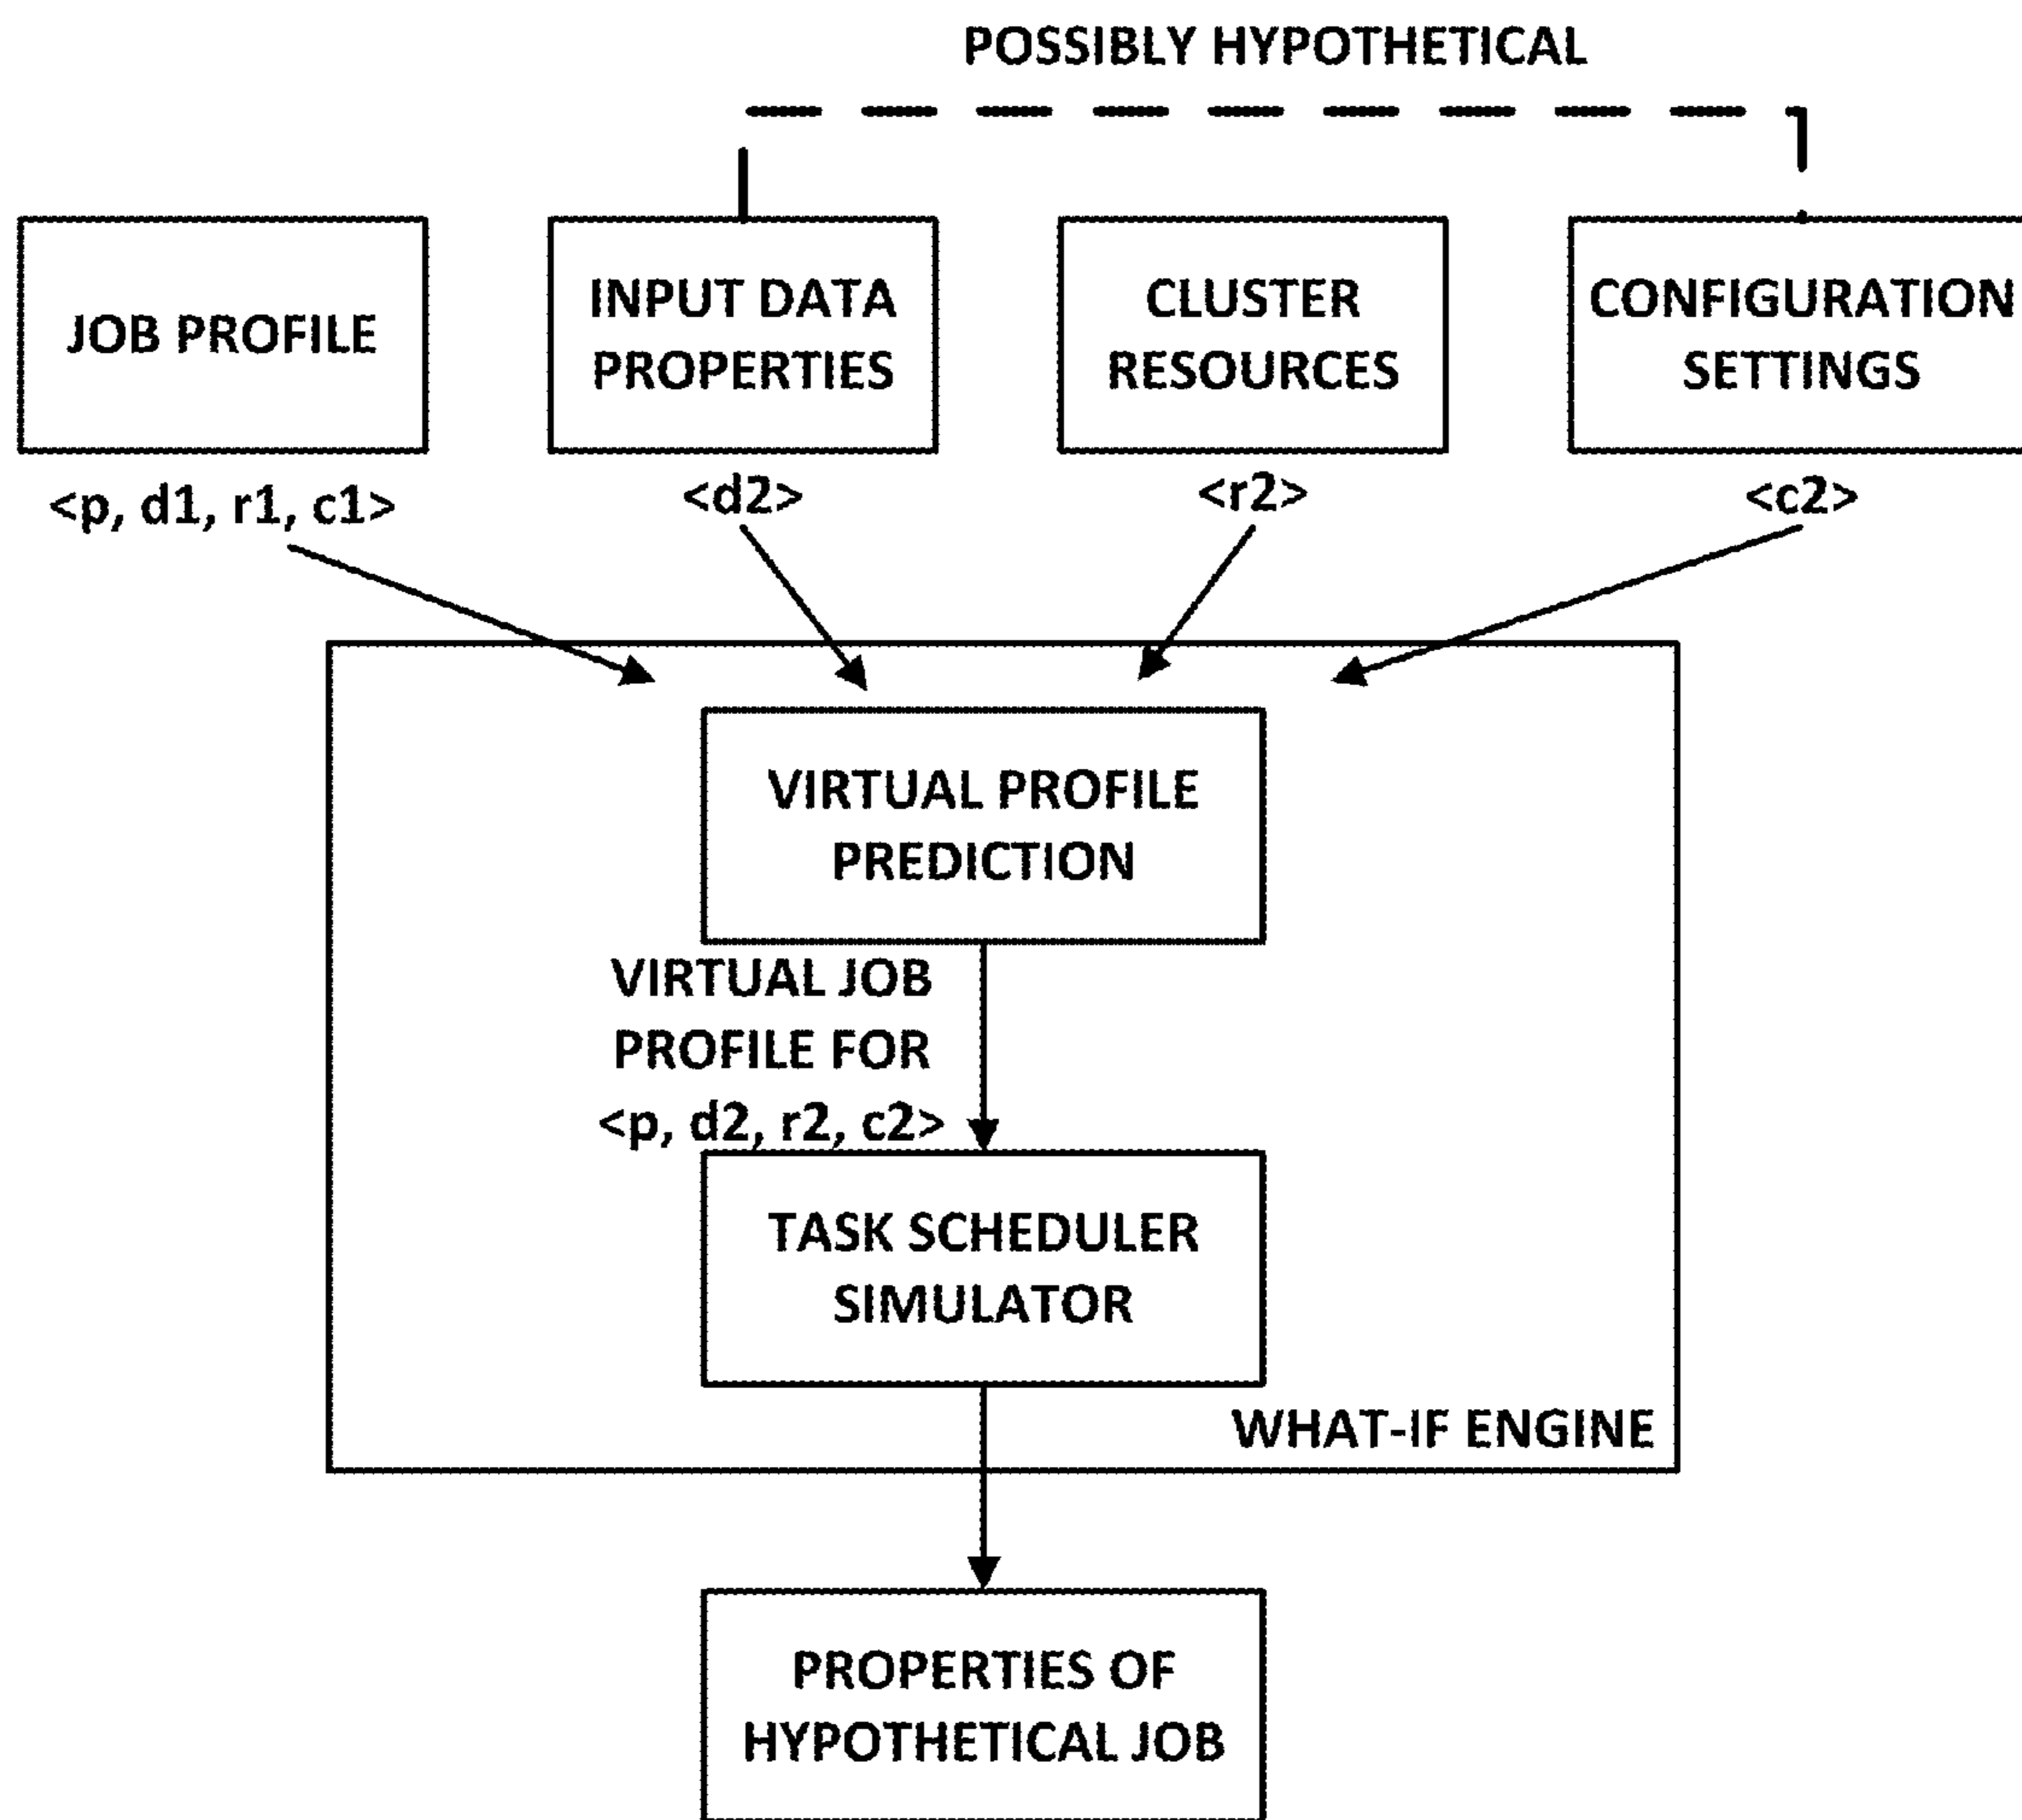 POSSIBLY HYPOTHETICAL
JOB PROFILE
INPUT DATA
PROPERTIES
CLUSTER
RESOURCES
CONFIGURATION
SETTINGS
<p, d1, r1, c1>
<d2>
<r2>
<c2>
VIRTUAL PROFILE
PREDICTION
VIRTUAL JOB
PROFILE FOR
<p, d2, r2, c2>
TASK SCHEDULER
SIMULATOR
WHAT-IF ENGINE
PROPERTIES OF
HYPOTHETICAL JOB